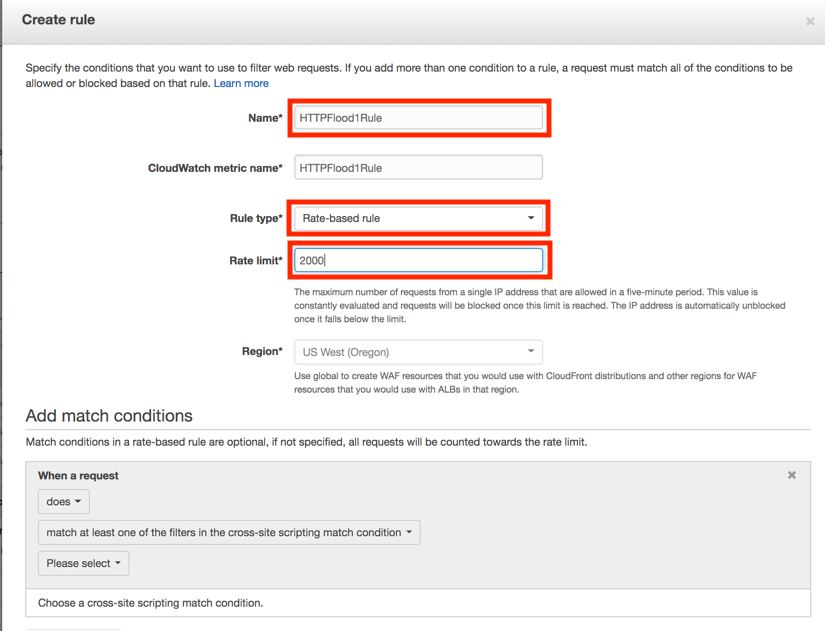 Create rule
Specify the conditions that you want to use to filter web requests. If you add more than one condition to a rule, a request must match all of the conditions to be
allowed or blocked based on that rule. Learn more
Name* HTTPFlood1Rule
CloudWatch metric name* HTTPFlood1Rule
Rule type* Rate-based rule
Rate limit* 2000
The maximum number of requests from a single IP address that are allowed in a five-minute period. This value is
constantly evaluated and requests will be blocked once this limit is reached. The IP address is automatically unblocked
once it falls below the limit.
Region* US West (Oregon)
Use global to create WAF resources that you would use with CloudFront distributions and other regions for WAF
resources that you would use with ALBs in that region.
Add match conditions
Match conditions in a rate-based rule are optional, if not specified, all requests will be counted towards the rate limit.
When a request
does
match at least one of the filters in the cross-site scripting match condition
Please select
Choose a cross-site scripting match condition.